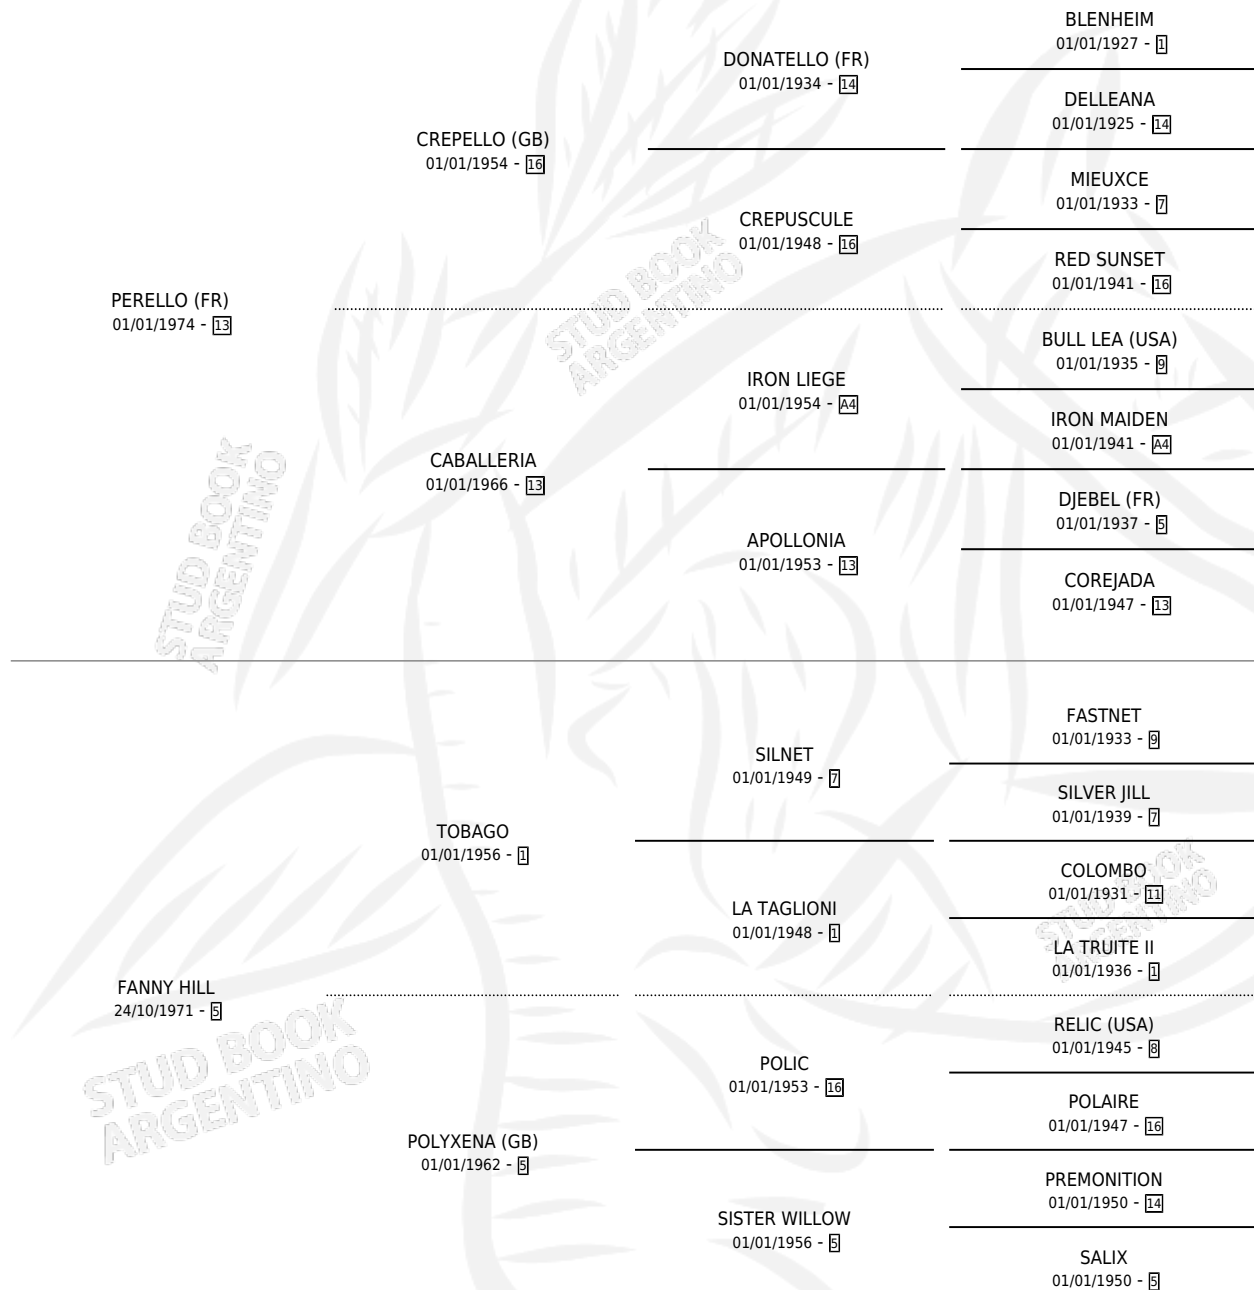 BLENHEIM
01/01/1927 - 1
DONATELLO (FR)
01/01/1934 - 14
DELLEANA
01/01/1925 - 14
CREPELLO (GB)
01/01/1954 - 16
MIEUXCE
01/01/1933 - 7
CREPUSCULE
01/01/1948 - 16
RED SUNSET
01/01/1941 - 16
PERELLO (FR)
01/01/1974 - 13
BULL LEA (USA)
01/01/1935 - 9
IRON LIEGE
01/01/1954 - A4
IRON MAIDEN
01/01/1941 - A4
CABALLERIA
01/01/1966 - 13
DJEBEL (FR)
01/01/1937 - 5
APOLLONIA
01/01/1953 - 13
COREJADA
01/01/1947 - 13
STUD BOOK
ARGENTINO
STUD BOOK
ARGENTINO
FASTNET
01/01/1933 - 9
SILNET
01/01/1949 - 7
SILVER JILL
01/01/1939 - 7
TOBAGO
01/01/1956 - 1
COLOMBO
01/01/1931 - 11
LA TAGLIONI
01/01/1948 - 1
LA TRUITE II
01/01/1936 - 1
STUD BOOK
ARGENTINO
FANNY HILL
24/10/1971 - 5
RELIC (USA)
01/01/1945 - 8
POLIC
01/01/1953 - 16
POLAIRE
01/01/1947 - 16
POLYXENA (GB)
01/01/1962 - 5
PREMONITION
01/01/1950 - 14
SISTER WILLOW
01/01/1956 - 5
SALIX
01/01/1950 - 5
STUD BOOK
ARGENTINO